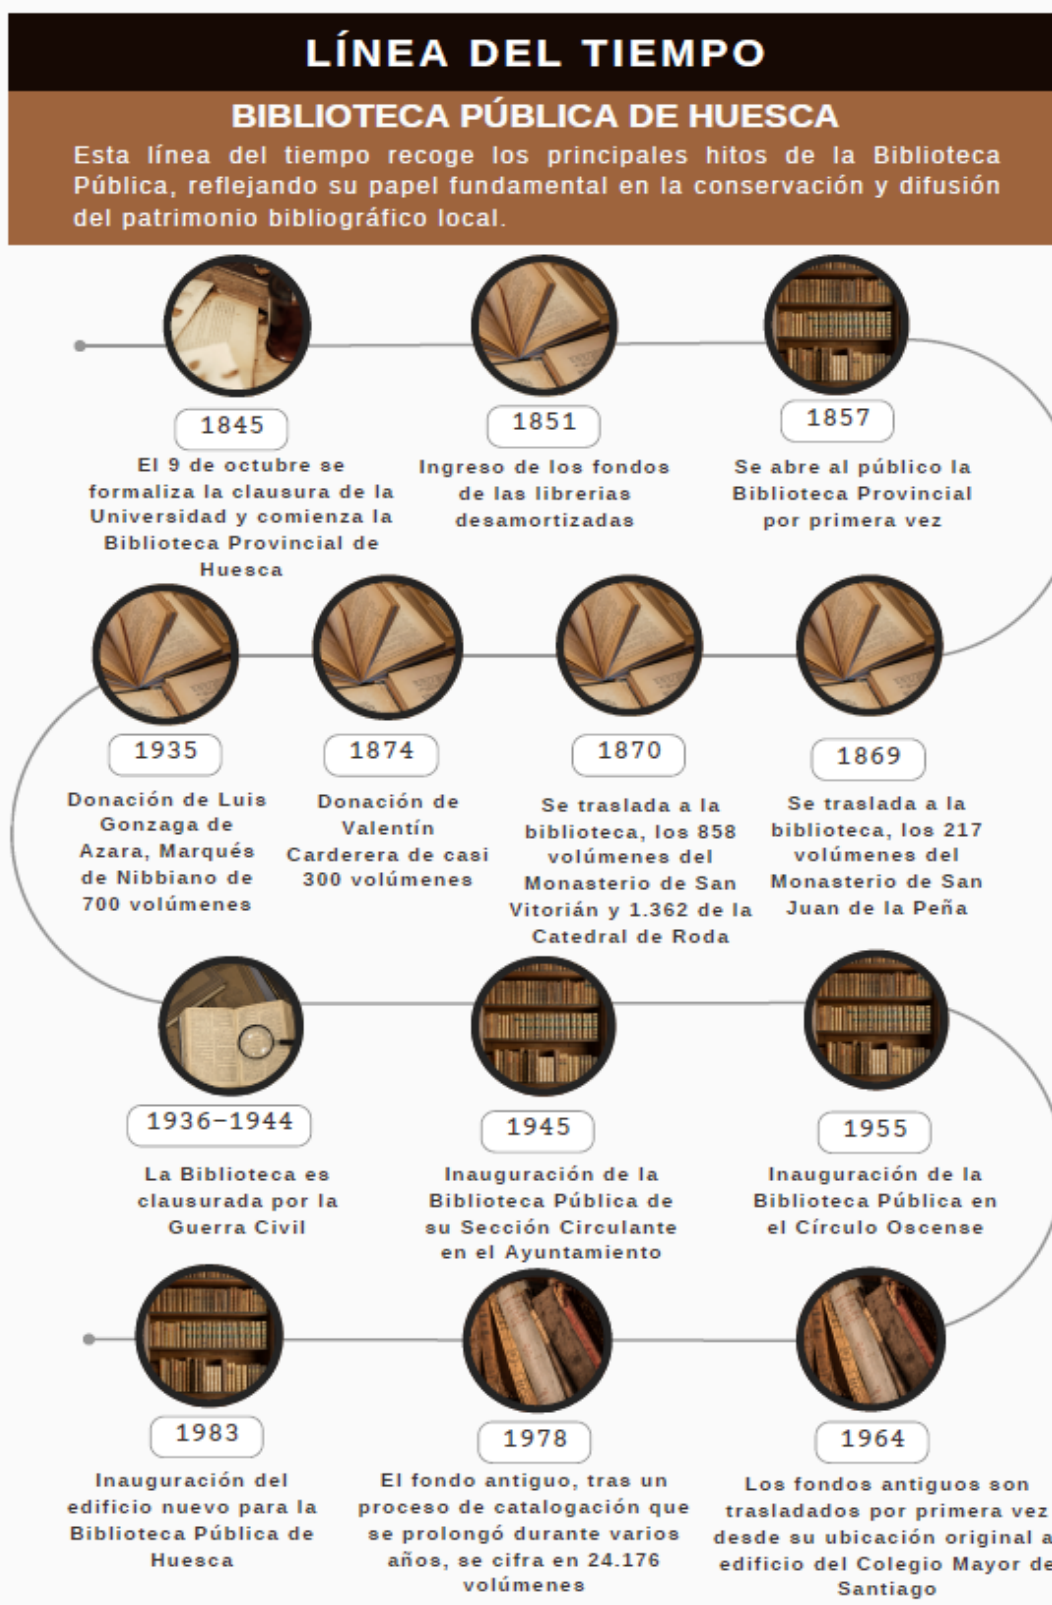 LÍNEA DEL TIEMPO
BIBLIOTECA PÚBLICA DE HUESCA
Esta línea del tiempo recoge los principales hitos de la Biblioteca
Pública, reflejando su papel fundamental en la conservación y difusión
del patrimonio bibliográfico local.
1845
El 9 de octubre se
formaliza la clausura de la
Universidad y comienza la
Biblioteca Provincial de
Huesca
1851
Ingreso de los fondos
de las librerias
desamortizadas
1857
Se abre al público la
Biblioteca Provincial
por primera vez
1869
Se traslada a la
biblioteca, los 217
volúmenes del
Monasterio de San
Juan de la Peña
1870
Se traslada a la
biblioteca, los 858
volúmenes del
Monasterio de San
Vitorián y 1.362 de la
Catedral de Roda
1874
Donación de
Valentín
Carderera de casi
300 volúmenes
1935
Donación de Luis
Gonzaga de
Azara, Marqués
de Nibbiano de
700 volúmenes
1936-1944
La Biblioteca es
clausurada por la
Guerra Civil
1945
Inauguración de la
Biblioteca Pública de
su Sección Circulante
en el Ayuntamiento
1955
Inauguración de la
Biblioteca Pública en
el Círculo Oscense
1964
Los fondos antiguos son
trasladados por primera vez
desde su ubicación original a
edificio del Colegio Mayor de
Santiago
1978
El fondo antiguo, tras un
proceso de catalogación que
se prolongó durante varios
años, se cifra en 24.176
volúmenes
1983
Inauguración del
edificio nuevo para la
Biblioteca Pública de
Huesca